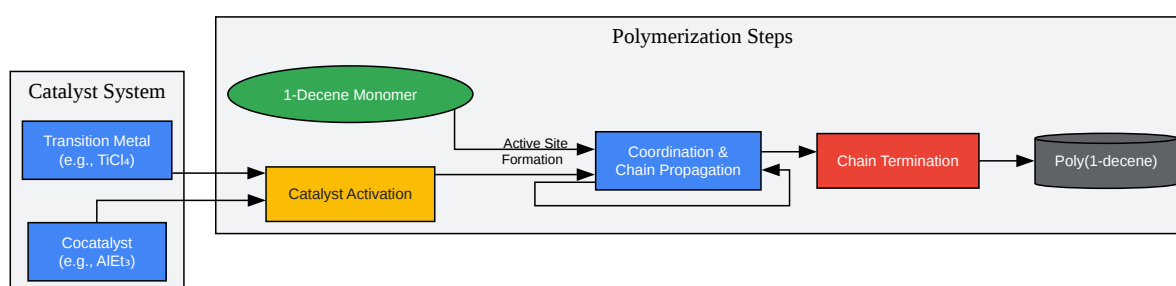 Polymerization Steps
Catalyst System
1-Decene Monomer
Transition Metal
(e.g., TiCl₄)
Active Site
Formation
Coordination &
Chain Propagation
Chain Termination
Poly(1-decene)
Catalyst Activation
Cocatalyst
(e.g., AlEt₃)